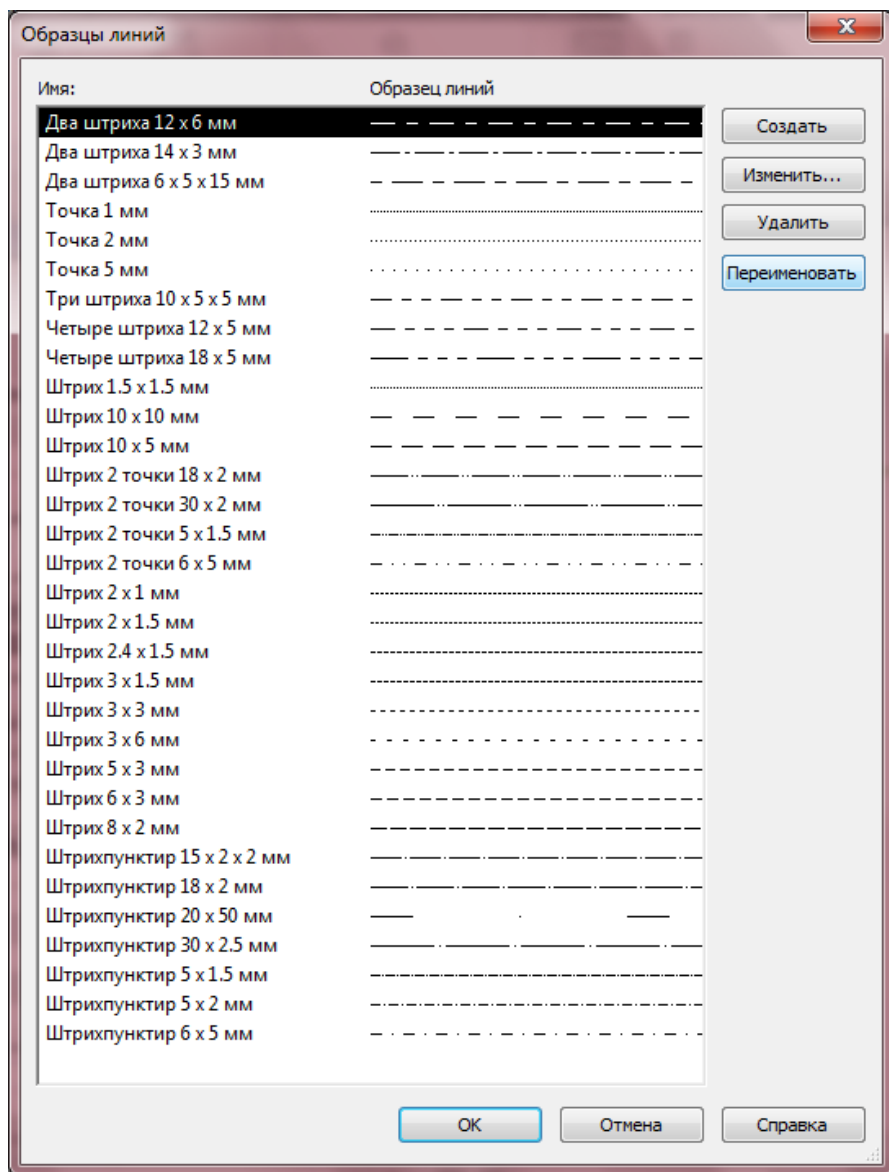 Образцы линий
Имя: Образец линий
Два штриха 12 x 6 мм
Создать
Два штриха 14 x 3 мм
Два штриха 6 x 5 x 15 мм
Изменить...
Точка 1 мм
Удалить
Точка 2 мм
Точка 5 мм
Переименовать
Три штриха 10 x 5 x 5 мм
Четыре штриха 12 x 5 мм
Четыре штриха 18 x 5 мм
Штрих 1.5 x 1.5 мм
Штрих 10 x 10 мм
Штрих 10 x 5 мм
Штрих 2 точки 18 x 2 мм
Штрих 2 точки 30 x 2 мм
Штрих 2 точки 5 x 1.5 мм
Штрих 2 точки 6 x 5 мм
Штрих 2 x 1 мм
Штрих 2 x 1.5 мм
Штрих 2.4 x 1.5 мм
Штрих 3 x 1.5 мм
Штрих 3 x 3 мм
Штрих 3 x 6 мм
Штрих 5 x 3 мм
Штрих 6 x 3 мм
Штрих 8 x 2 мм
Штрихпунктир 15 x 2 x 2 мм
Штрихпунктир 18 x 2 мм
Штрихпунктир 20 x 50 мм
Штрихпунктир 30 x 2.5 мм
Штрихпунктир 5 x 1.5 мм
Штрихпунктир 5 x 2 мм
Штрихпунктир 6 x 5 мм
OK Отмена Справка